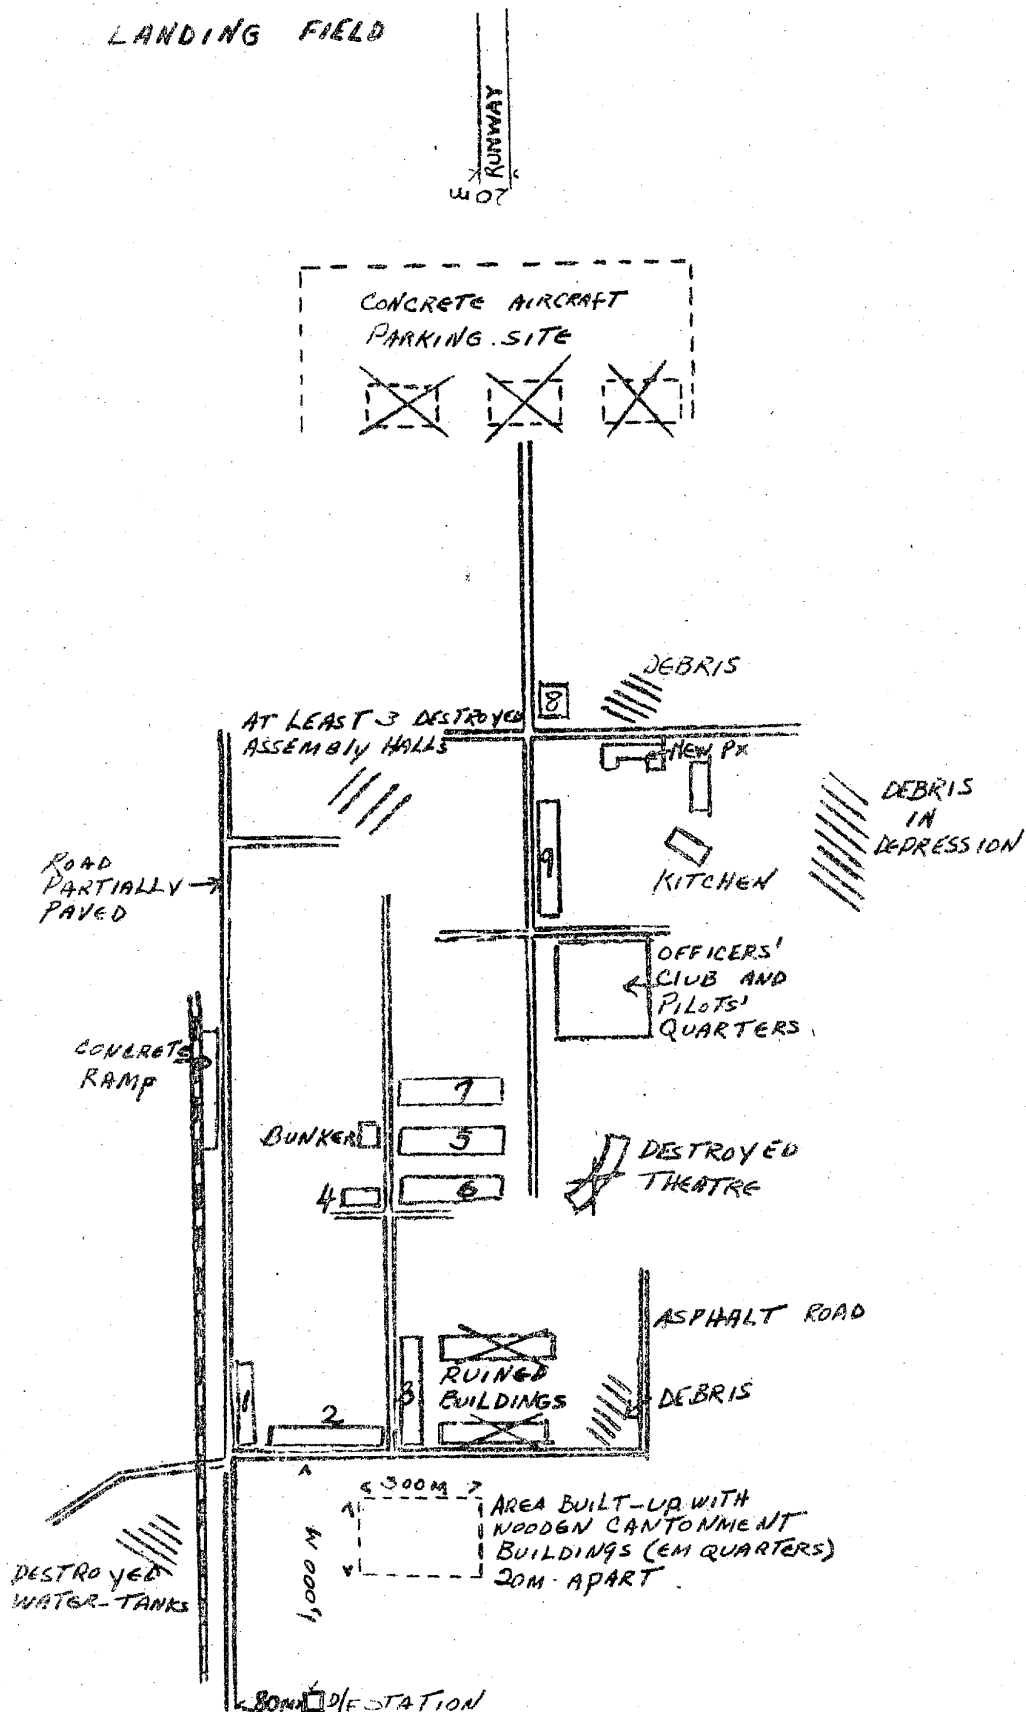 LANDING FIELD
RUNWAY
20m
CONCRETE AIRCRAFT
PARKING SITE
DEBRIS
8
AT LEAST 3 DESTROYED
ASSEMBLY HALLS
NEW PX
DEBRIS
IN
DEPRESSION
9
KITCHEN
ROAD
PARTIALLY
PAVED
OFFICERS'
CLUB AND
PILOTS'
QUARTERS
CONCRETE
RAMP
7
BUNKER
5
4
6
DESTROYED
THEATRE
ASPHALT ROAD
1
2
3
RUINED
BUILDINGS
DEBRIS
300M
AREA BUILT-UP WITH
WOODEN CANTONMENT
BUILDINGS (EM QUARTERS)
20M. APART
1,000 M
DESTROYED
WATER-TANKS
80M
D/F STATION